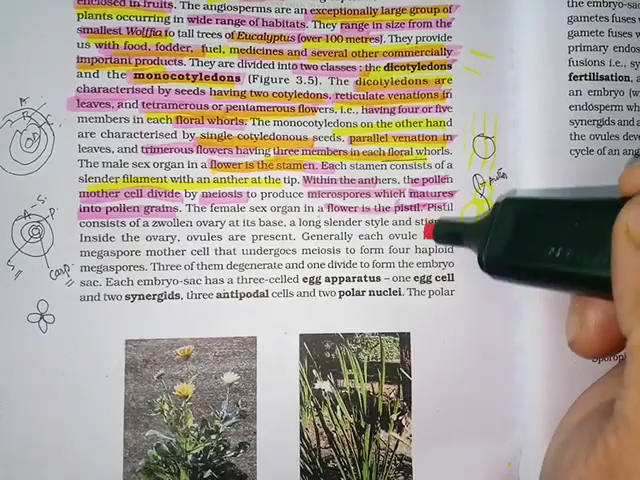 enclosed in fruits. The angiosperms are an exceptionally large group of
plants occurring in wide range of habitats. They range in size from the
smallest Wolffia to tall trees of Eucalyptus (over 100 metres). They provide
us with food, fodder, fuel, medicines and several other commercially
important products. They are divided into two classes : the dicotyledons
and the monocotyledons (Figure 3.5). The dicotyledons are
characterised by seeds having two cotyledons, reticulate venations in
leaves, and tetramerous or pentamerous flowers, i.e., having four or five
members in each floral whorls. The monocotyledons on the other hand
are characterised by single cotyledonous seeds, parallel venation in
leaves, and trimerous flowers having three members in each floral whorls.
The male sex organ in a flower is the stamen. Each stamen consists of a
slender filament with an anther at the tip. Within the anthers, the pollen
mother cell divide by meiosis to produce microspores which matures
into pollen grains. The female sex organ in a flower is the pistil. Pistil
consists of a swollen ovary at its base, a long slender style and
Inside the ovary, ovules are present. Generally each ovule
megaspore mother cell that undergoes meiosis to form four haploid
megaspores. Three of them degenerate and one divide to form the embryo
sac. Each embryo-sac has a three-celled egg apparatus – one egg cell
and two synergids, three antipodal cells and two polar nuclei. The polar
the embryo-sa
gametes fuses
gamete fuses w
primary endos
fusions i.e., s
fertilisation, a
an embryo (w
endosperm wh
synergids and a
the ovules deve
cycle of an ang
A
R
A
S
P
Carp